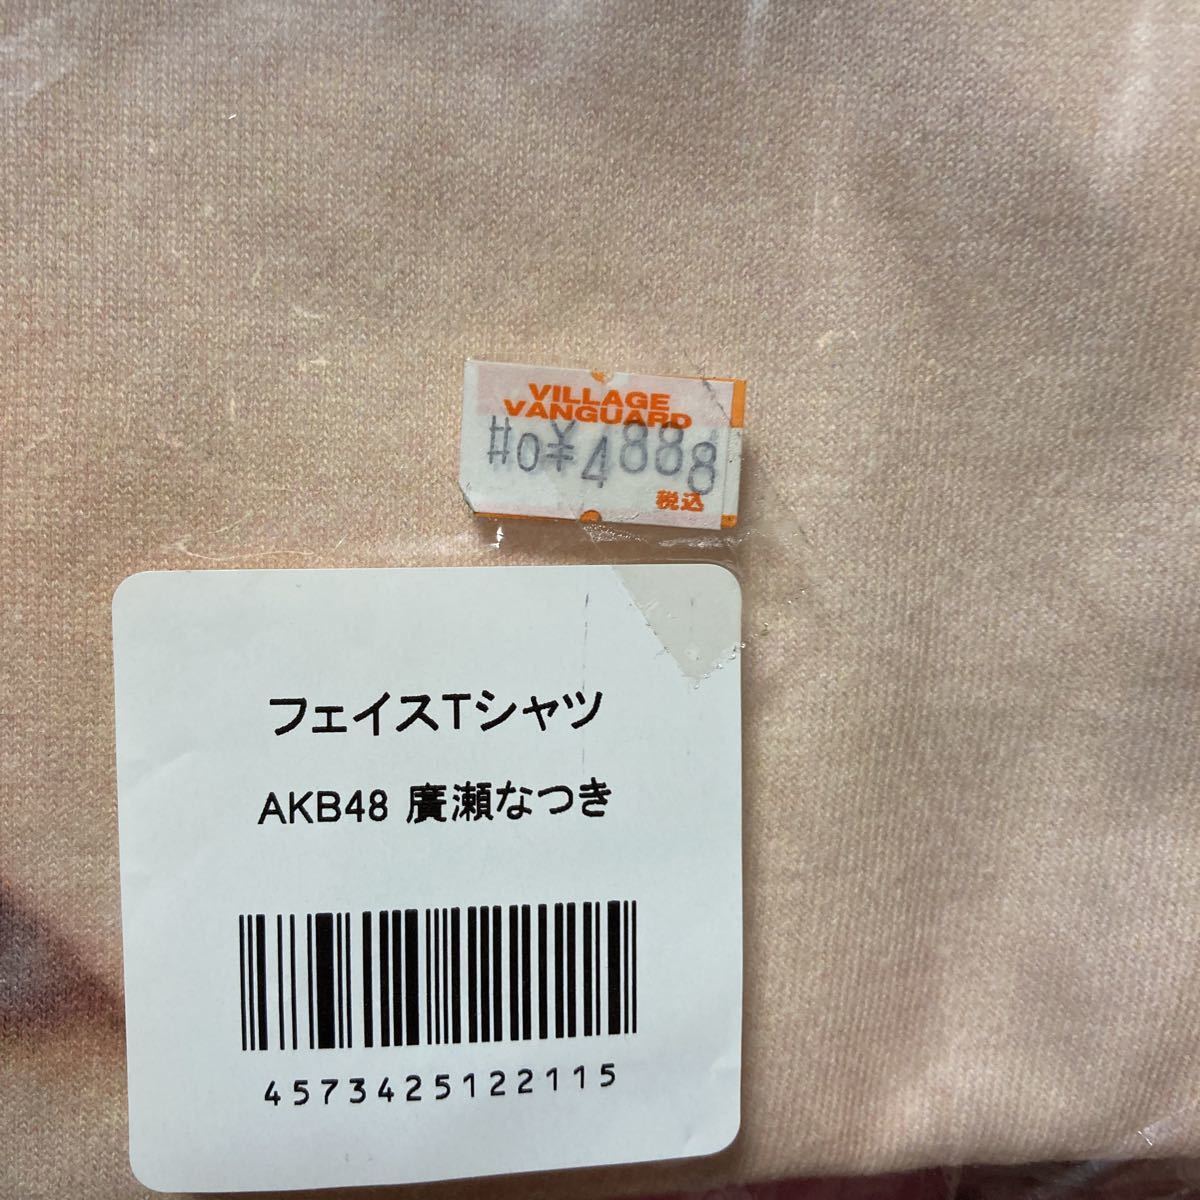 VILLAGE
VANGUARD
#0¥4888
税込
フェイスTシャツ
AKB48 廣瀬なつき
4573425122115